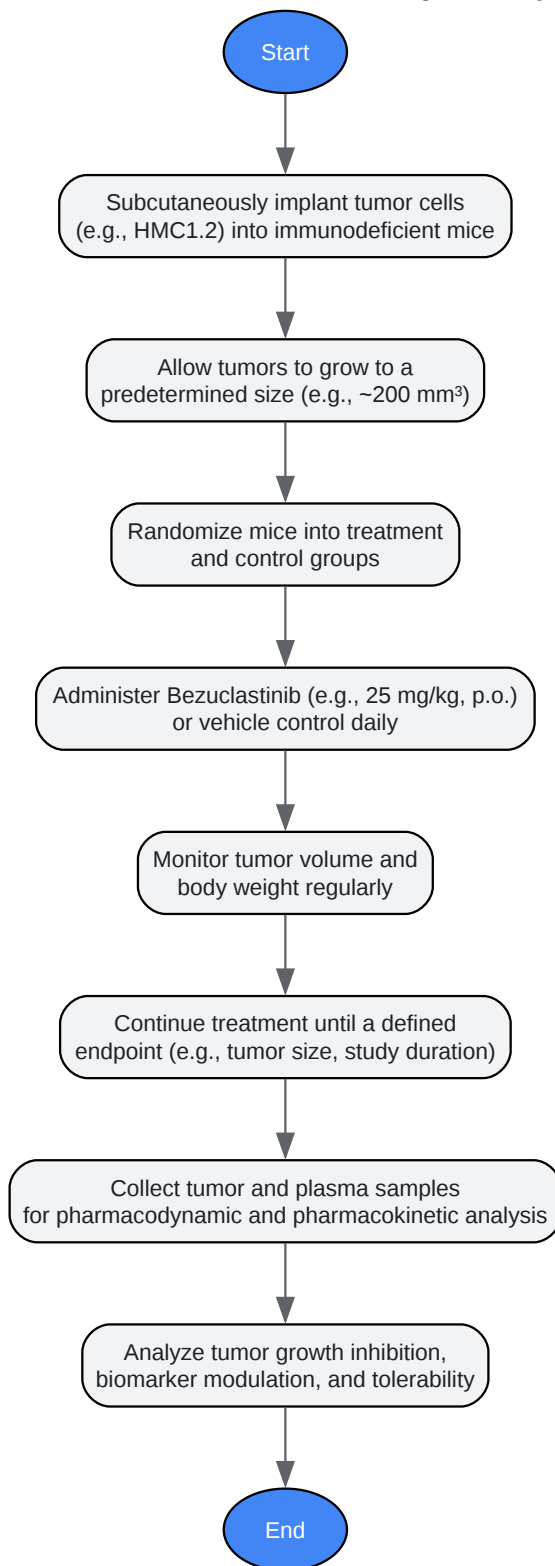 Start
Subcutaneously implant tumor cells
(e.g., HMC1.2) into immunodeficient mice
Allow tumors to grow to a
predetermined size (e.g., ~200 mm³)
Randomize mice into treatment
and control groups
Administer Bezuclastinib (e.g., 25 mg/kg, p.o.)
or vehicle control daily
Monitor tumor volume and
body weight regularly
Continue treatment until a defined
endpoint (e.g., tumor size, study duration)
Collect tumor and plasma samples
for pharmacodynamic and pharmacokinetic analysis
Analyze tumor growth inhibition,
biomarker modulation, and tolerability
End